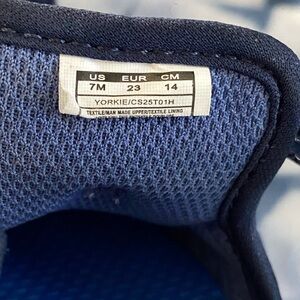 US EUR CM
7M 23 14
YORKIE/CS25T01H
TEXTILE/MAN MADE UPPER/TEXTILE LINING